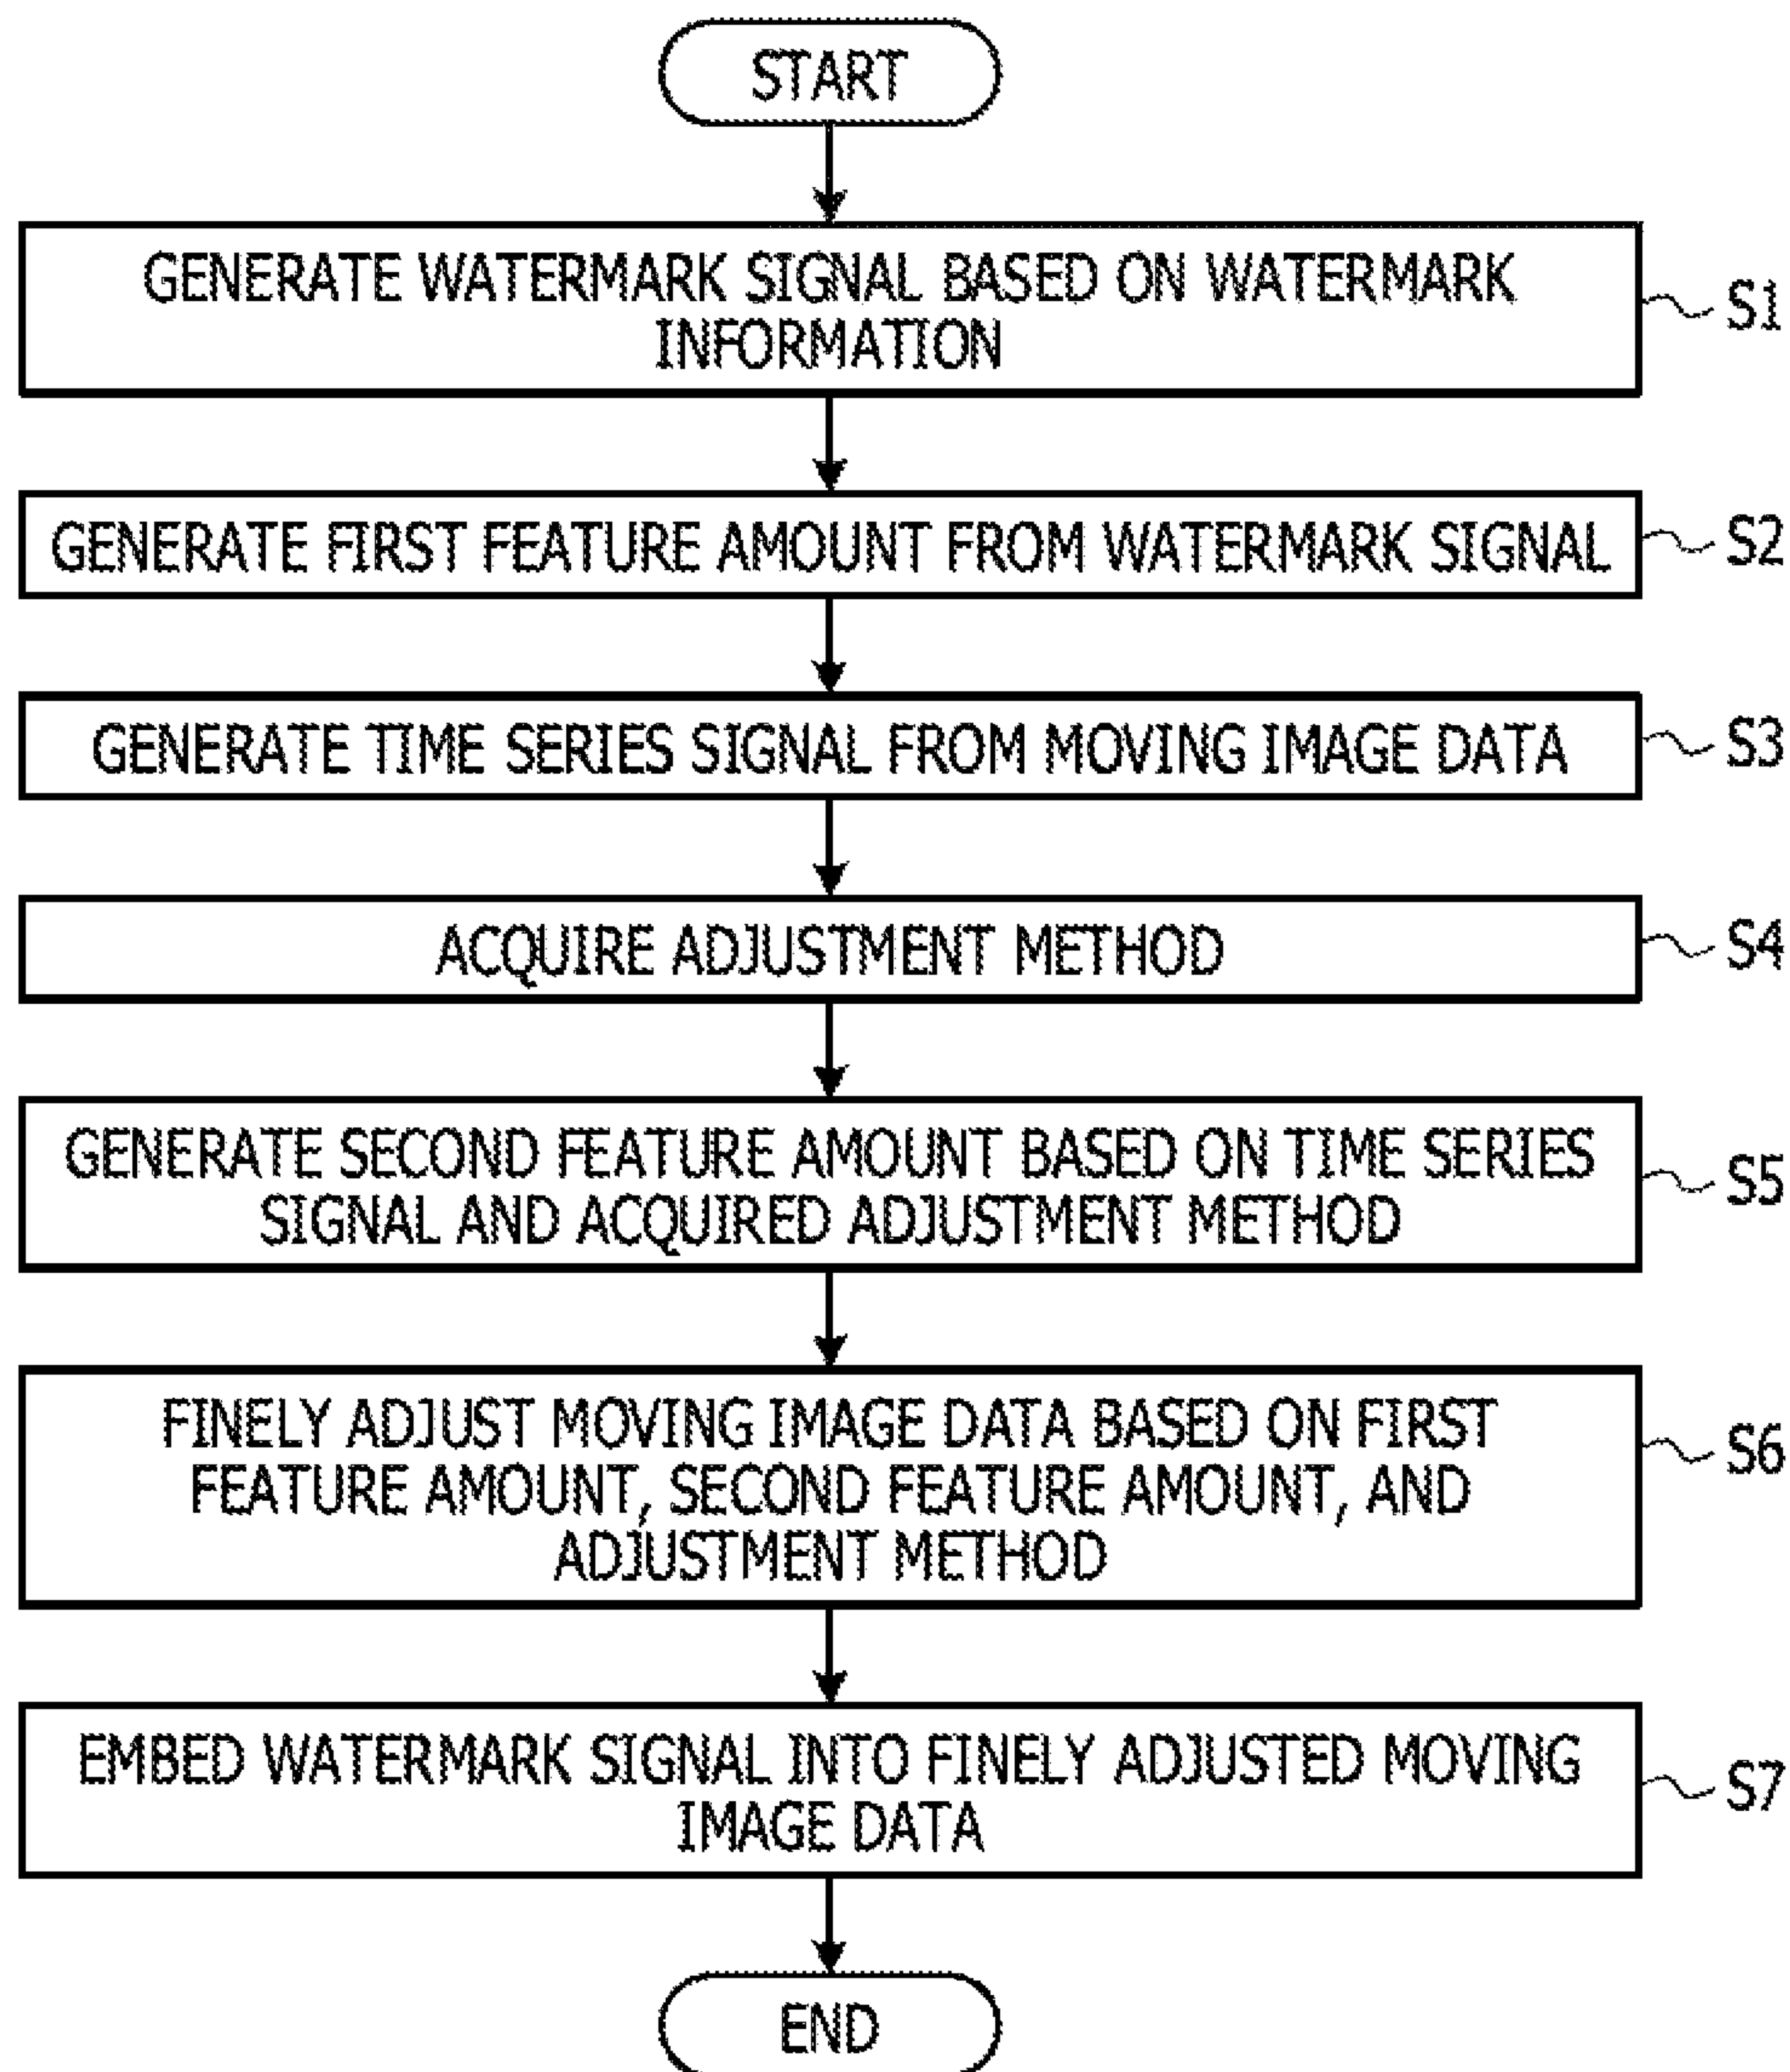 START
GENERATE WATERMARK SIGNAL BASED ON WATERMARK
INFORMATION
S1
GENERATE FIRST FEATURE AMOUNT FROM WATERMARK SIGNAL
S2
GENERATE TIME SERIES SIGNAL FROM MOVING IMAGE DATA
S3
ACQUIRE ADJUSTMENT METHOD
S4
GENERATE SECOND FEATURE AMOUNT BASED ON TIME SERIES
SIGNAL AND ACQUIRED ADJUSTMENT METHOD
S5
FINELY ADJUST MOVING IMAGE DATA BASED ON FIRST
FEATURE AMOUNT, SECOND FEATURE AMOUNT, AND
ADJUSTMENT METHOD
S6
EMBED WATERMARK SIGNAL INTO FINELY ADJUSTED MOVING
IMAGE DATA
S7
END